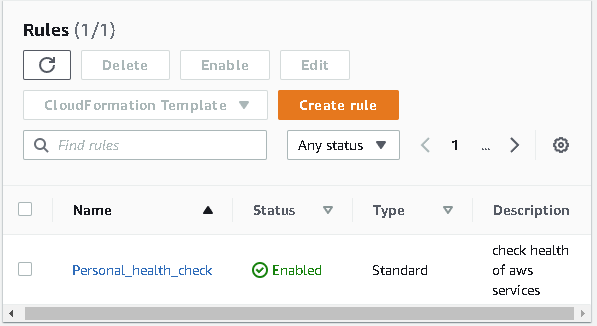 Rules (1/1)
Delete
Enable
Edit
CloudFormation Template
Create rule
Find rules
Any status
1
...
Name
Status
Type
Description
Personal_health_check
Enabled
Standard
check health
of aws
services